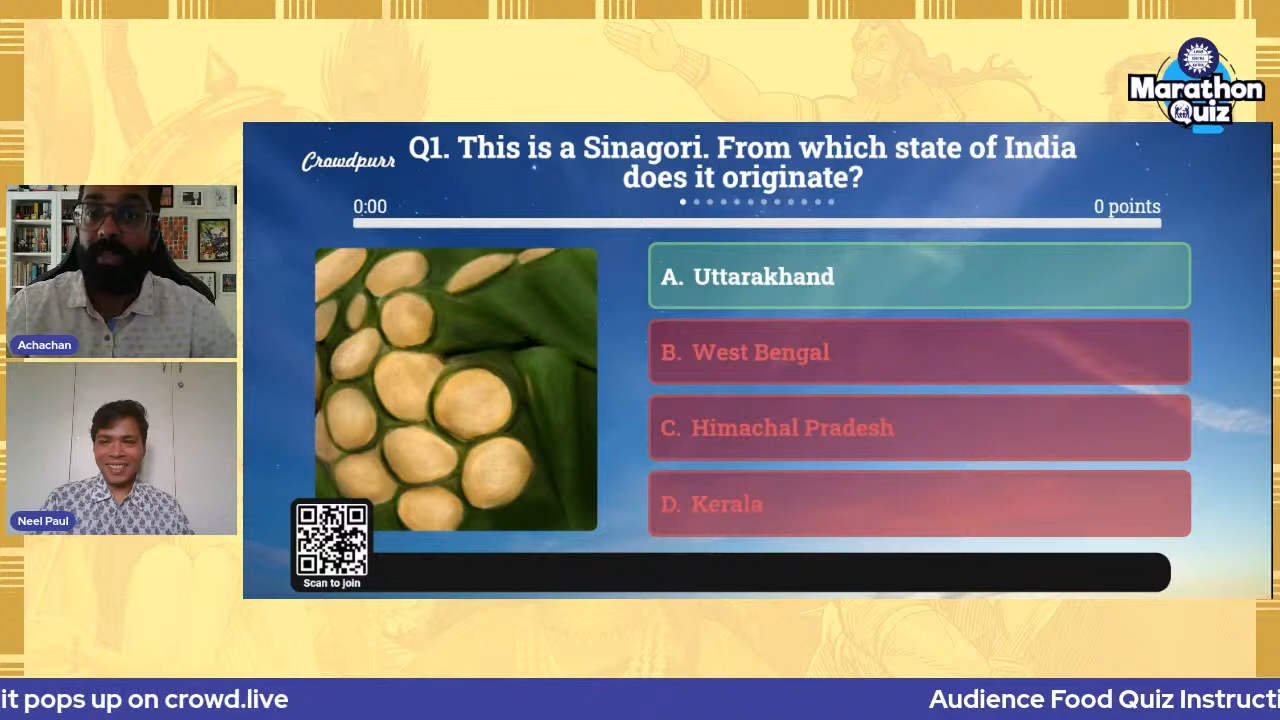 Marathon
Quiz
Crowdpurr
Q1. This is a Sinagori. From which state of India
does it originate?
0:00
0 points
A. Uttarakhand
B. West Bengal
C. Himachal Pradesh
D. Kerala
Achachan
Neel Paul
Scan to join
it pops up on crowd.live
Audience Food Quiz Instructi